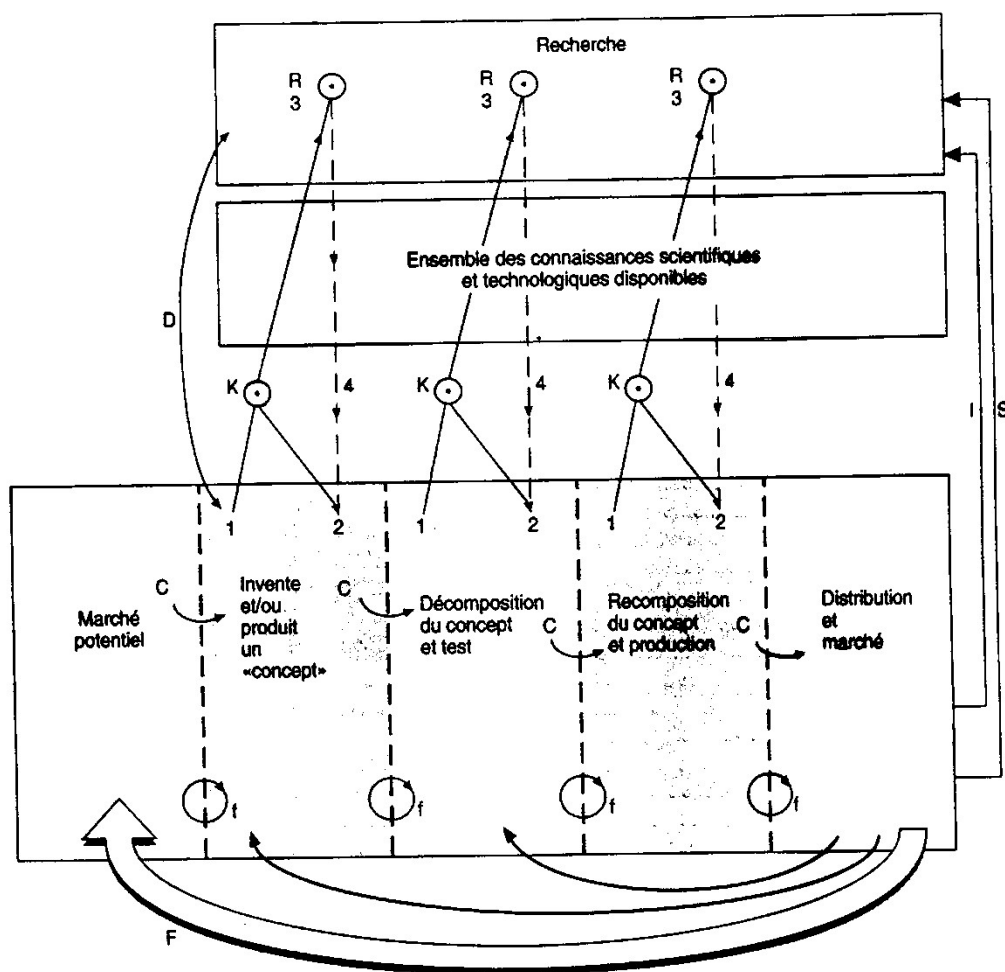 Recherche
R
3
R
3
R
3
Ensemble des connaissances scientifiques
et technologiques disponibles
D
K
4
K
4
K
4
I
S
1
2
1
2
1
2
Marché
potentiel
C
Invente
et/ou
produit
un
«concept»
C
Décomposition
du concept
et test
C
Recomposition
du concept
et production
C
Distribution
et
marché
f
f
f
f
F